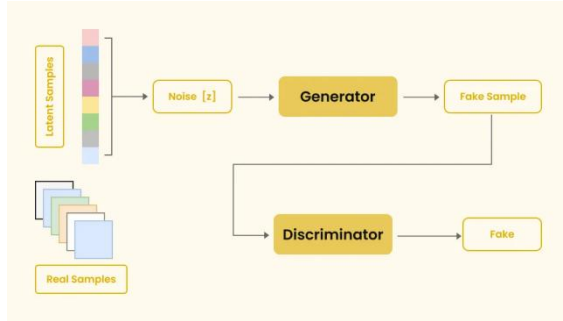 Latent Samples
Noise [z]
Generator
Fake Sample
Discriminator
Fake
Real Samples